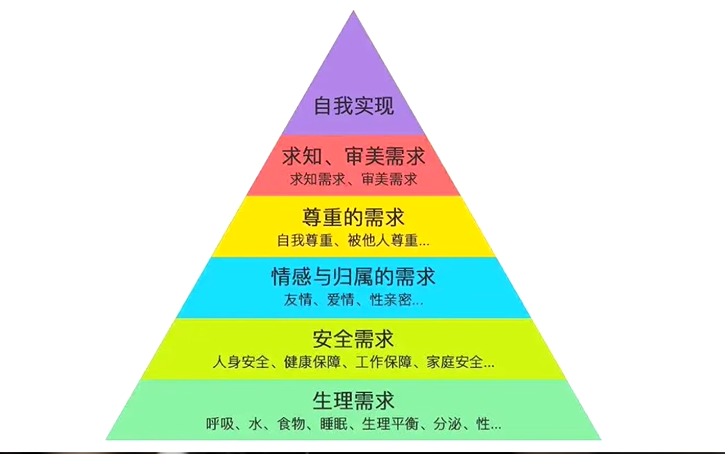 自我实现
求知、审美需求
求知需求、审美需求
尊重的需求
自我尊重、被他人尊重...
情感与归属的需求
友情、爱情、性亲密...
安全需求
人身安全、健康保障、工作保障、家庭安全...
生理需求
呼吸、水、食物、睡眠、生理平衡、分泌、性...